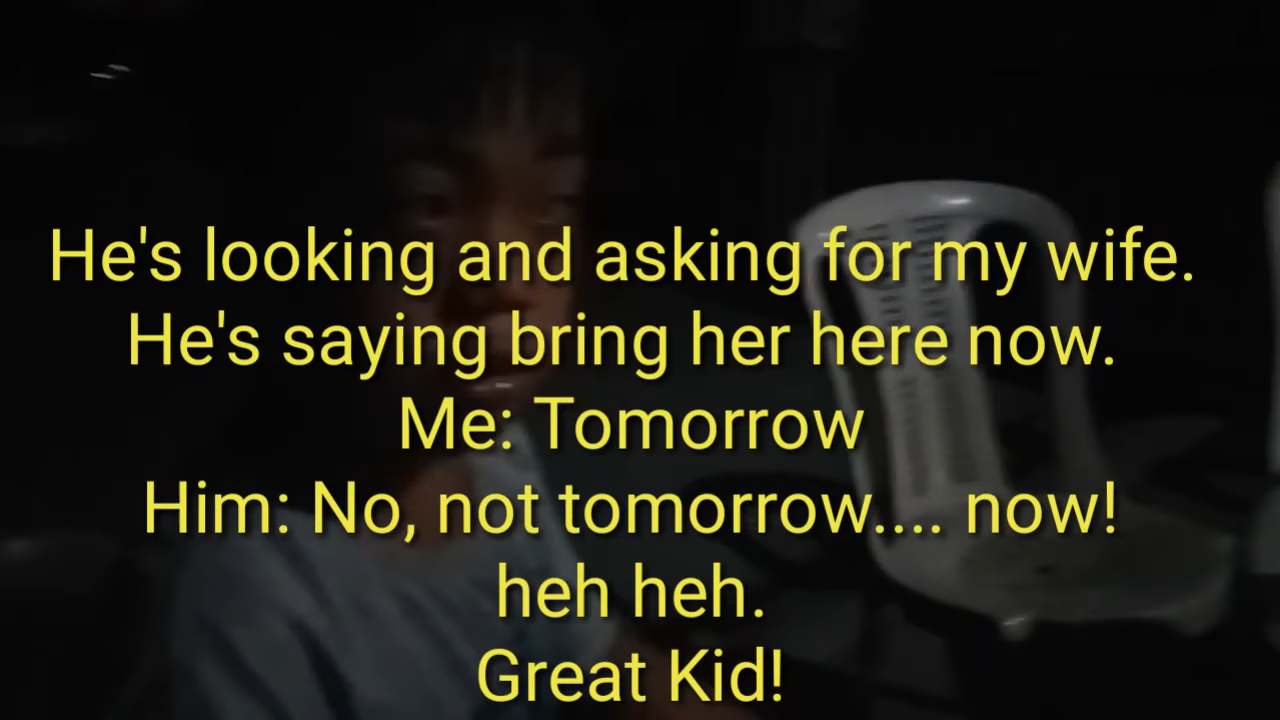 He's looking and asking for my wife.
He's saying bring her here now.
Me: Tomorrow
Him: No, not tomorrow.... now!
heh heh.
Great Kid!